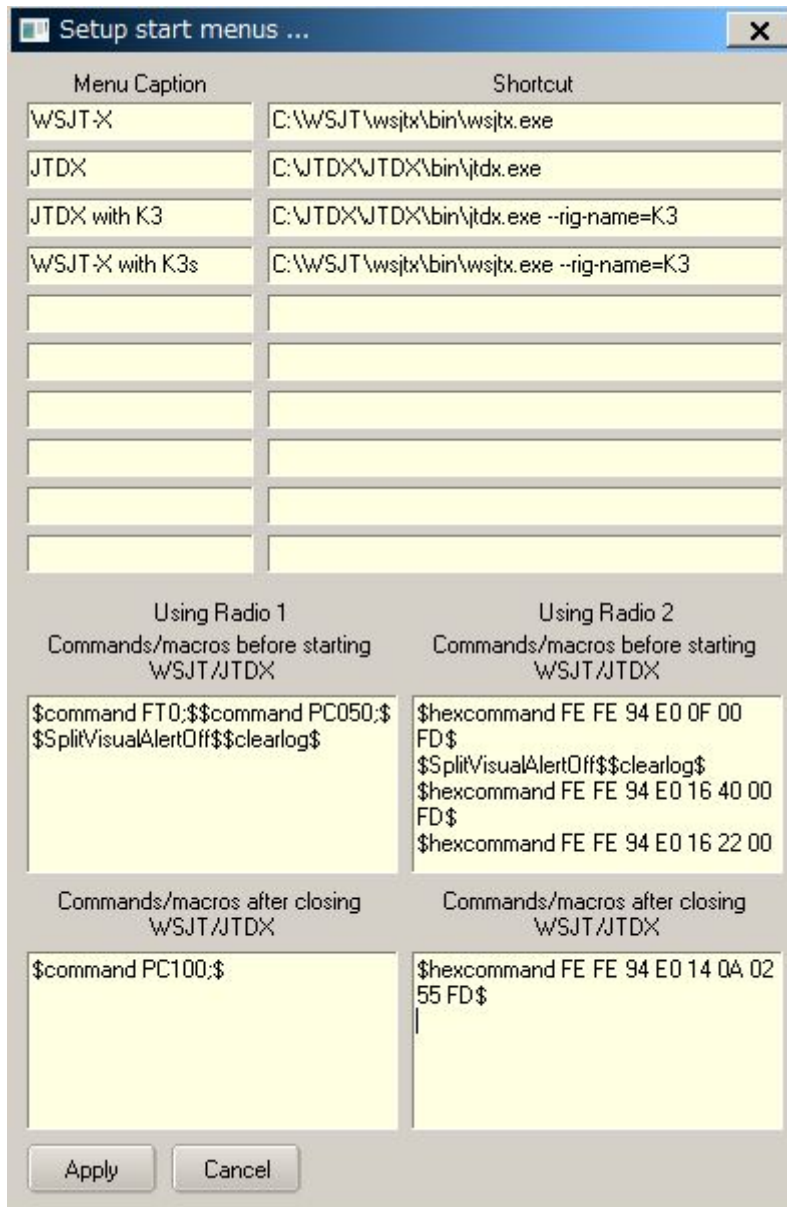 Setup start menus ...
Menu Caption Shortcut
WSJT-X C:\WSJT\wsjtx\bin\wsjtx.exe
JTDX C:\JTDX\JTDX\bin\jtdx.exe
JTDX with K3 C:\JTDX\JTDX\bin\jtdx.exe --rig-name=K3
WSJT-X with K3s C:\WSJT\wsjtx\bin\wsjtx.exe --rig-name=K3
Using Radio 1
Commands/macros before starting
WSJT/JTDX
$command FT0;$$command PC050;$
$SplitVisualAlertOff$$clearlog$
Using Radio 2
Commands/macros before starting
WSJT/JTDX
$hexcommand FE FE 94 E0 0F 00
FD$
$SplitVisualAlertOff$$clearlog$
$hexcommand FE FE 94 E0 16 40 00
FD$
$hexcommand FE FE 94 E0 16 22 00
Commands/macros after closing
WSJT/JTDX
$command PC100;$
Commands/macros after closing
WSJT/JTDX
$hexcommand FE FE 94 E0 14 0A 02
55 FD$
Apply Cancel